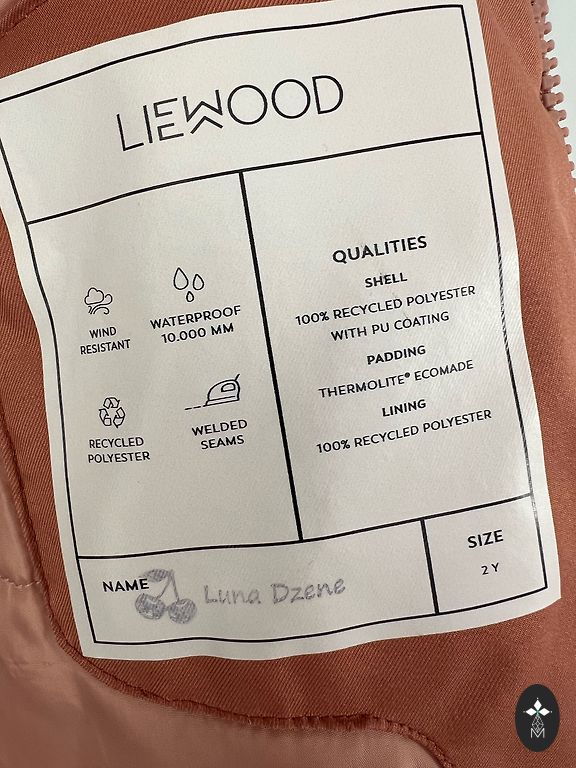 LIEWOOD
WIND
RESISTANT
WATERPROOF
10.000 MM
RECYCLED
POLYESTER
WELDED
SEAMS
QUALITIES
SHELL
100% RECYCLED POLYESTER
WITH PU COATING
PADDING
THERMOLITE® ECOMADE
LINING
100% RECYCLED POLYESTER
NAME Luna Dzene
SIZE
2 Y
M